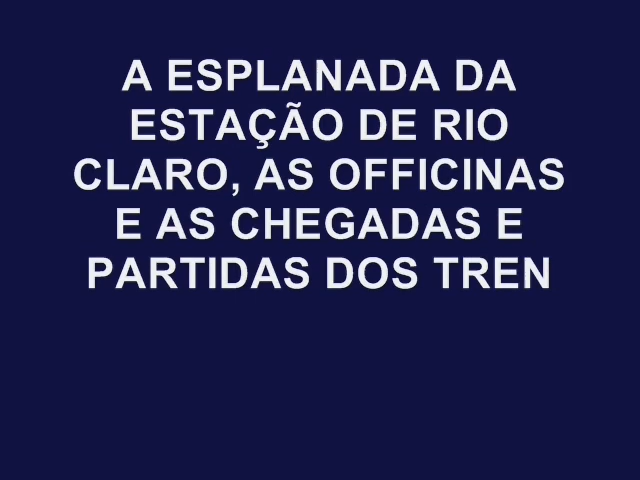 A ESPLANADA DA
ESTAÇÃO DE RIO
CLARO, AS OFFICINAS
E AS CHEGADAS E
PARTIDAS DOS TREN